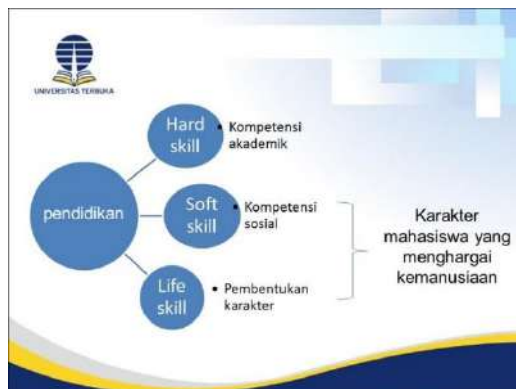 UNIVERSITAS TERBUKA
pendidikan
Hard
skill
• Kompetensi
akademik
Soft
skill
• Kompetensi
sosial
Life
skill
• Pembentukan
karakter
Karakter
mahasiswa yang
menghargai
kemanusiaan